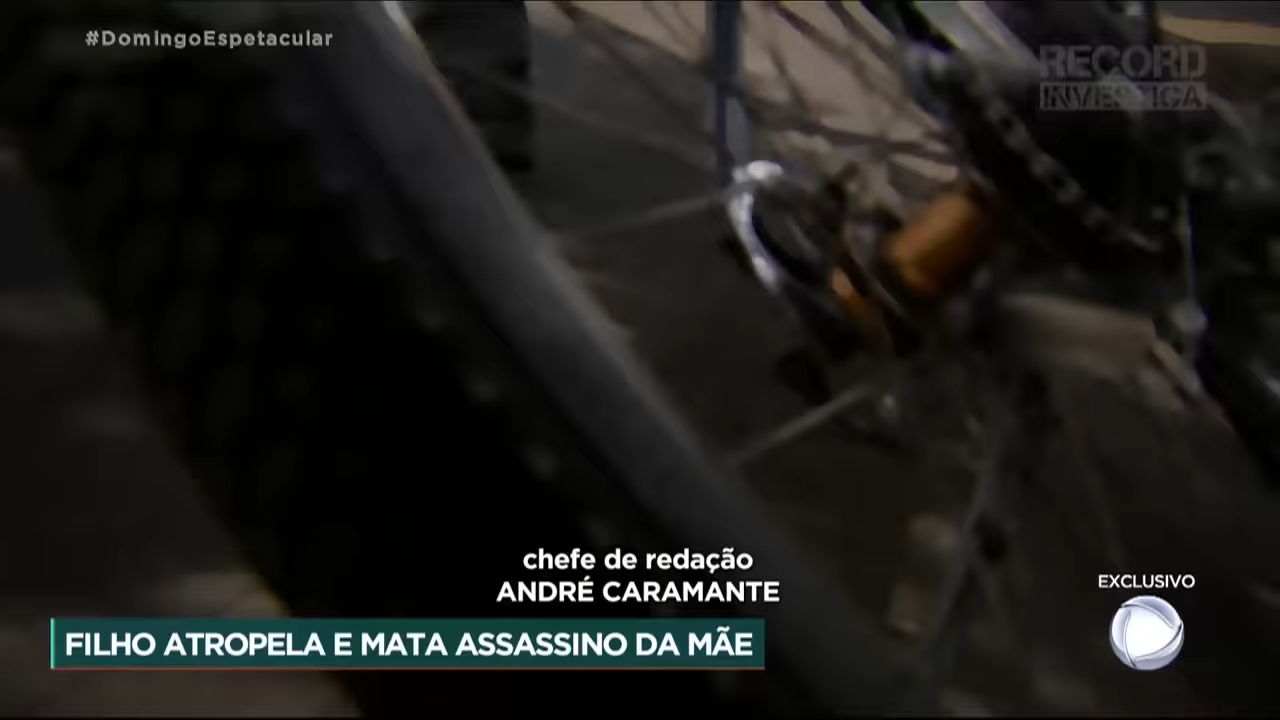 #DomingoEspetacular
RECORD
INVESTIGA
chefe de redação
ANDRÉ CARAMANTE
EXCLUSIVO
FILHO ATROPELA E MATA ASSASSINO DA MÃE